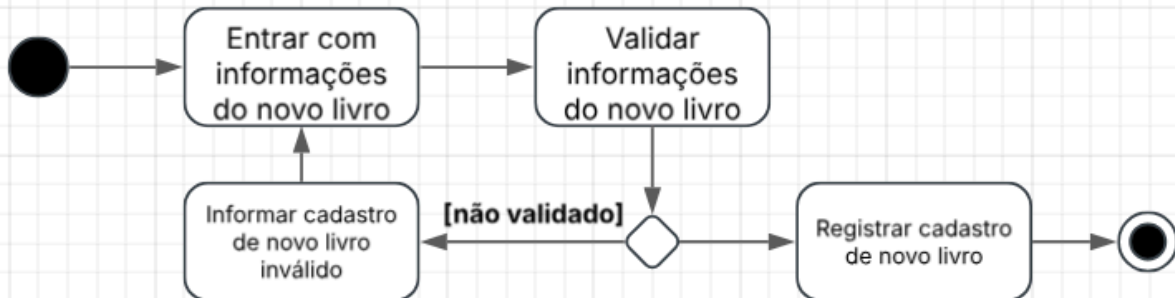 Entrar com
informações
do novo livro
Validar
informações
do novo livro
Informar cadastro
de novo livro
inválido
[não validado]
Registrar cadastro
de novo livro